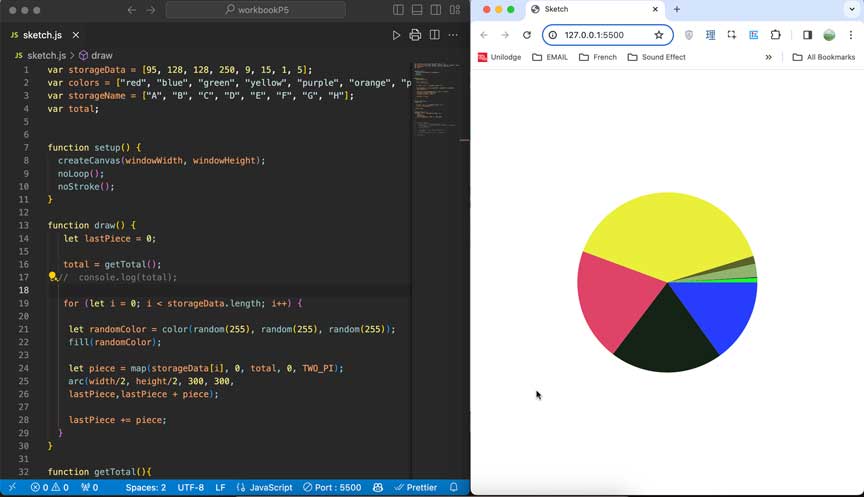 workbookP5
JS sketch.js
JS sketch.js > draw
1 var storageData = [95, 128, 128, 250, 9, 15, 1, 5];
2 var colors = ["red", "blue", "green", "yellow", "purple", "orange", "p
3 var storageName = ["A", "B", "C", "D", "E", "F", "G", "H"];
4 var total;
5
6
7 function setup() {
8 createCanvas(windowWidth, windowHeight);
9 noLoop();
10 noStroke();
11 }
12
13 function draw() {
14 let lastPiece = 0;
15
16 total = getTotal();
17 // console.log(total);
18
19 for (let i = 0; i < storageData.length; i++) {
20
21 let randomColor = color(random(255), random(255), random(255));
22 fill(randomColor);
23
24 let piece = map(storageData[i], 0, total, 0, TWO_PI);
25 arc(width/2, height/2, 300, 300,
26 lastPiece,lastPiece + piece);
27
28 lastPiece += piece;
29 }
30 }
31
32 function getTotal(){
0 0 0 Spaces: 2 UTF-8 LF {} JavaScript Port : 5500 Prettier
Sketch
127.0.0.1:5500
Unilodge EMAIL French Sound Effect » All Bookmarks